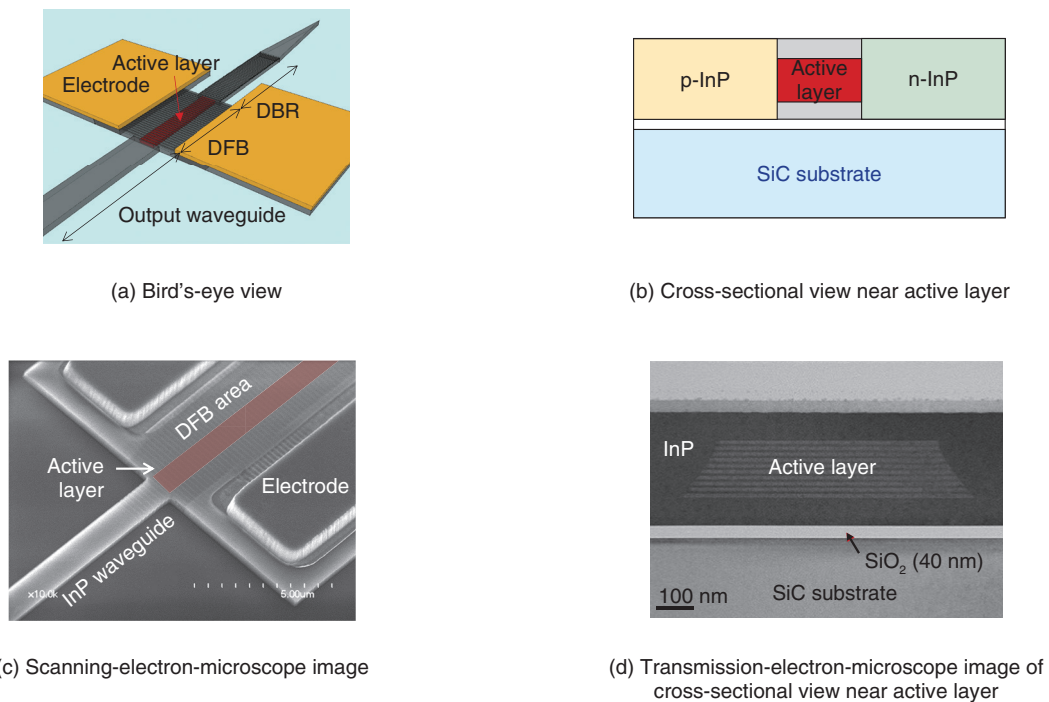 Active layer
Electrode
DBR
DFB
Output waveguide
(a) Bird's-eye view
p-InP
Active
layer
n-InP
SiC substrate
(b) Cross-sectional view near active layer
DFB area
Active
layer
Electrode
InP waveguide
×10.0k
5.00um
(c) Scanning-electron-microscope image
InP
Active layer
SiO₂ (40 nm)
100 nm
SiC substrate
(d) Transmission-electron-microscope image of
cross-sectional view near active layer